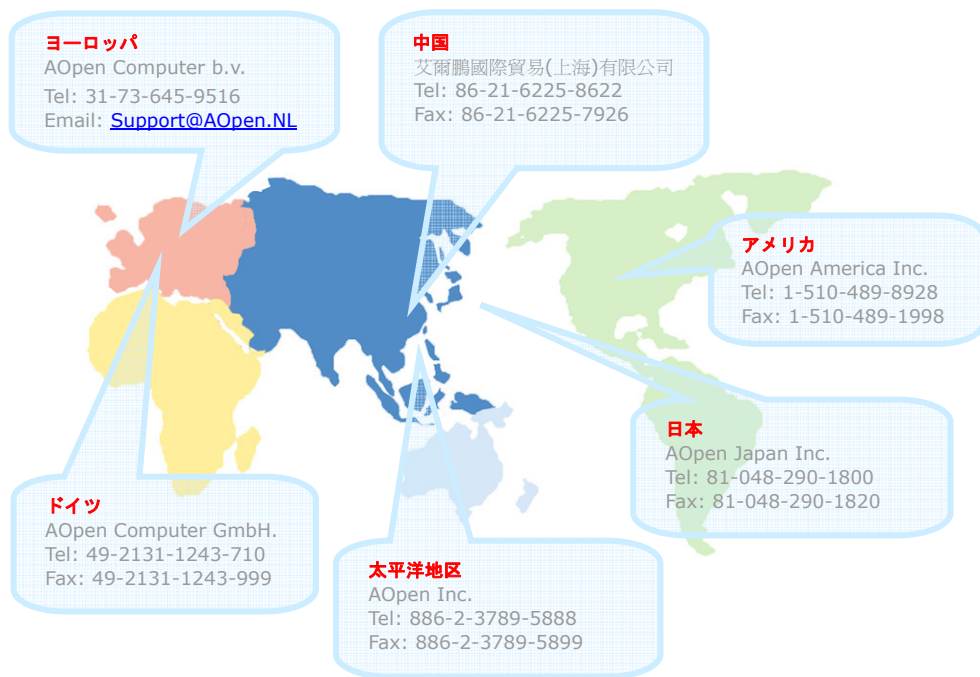 ヨーロッパ
AOpen Computer b.v.
Tel: 31-73-645-9516
Email: Support@AOpen.NL
中国
艾爾鵬國際貿易(上海)有限公司
Tel: 86-21-6225-8622
Fax: 86-21-6225-7926
アメリカ
AOpen America Inc.
Tel: 1-510-489-8928
Fax: 1-510-489-1998
日本
AOpen Japan Inc.
Tel: 81-048-290-1800
Fax: 81-048-290-1820
ドイツ
AOpen Computer GmbH.
Tel: 49-2131-1243-710
Fax: 49-2131-1243-999
太平洋地区
AOpen Inc.
Tel: 886-2-3789-5888
Fax: 886-2-3789-5899